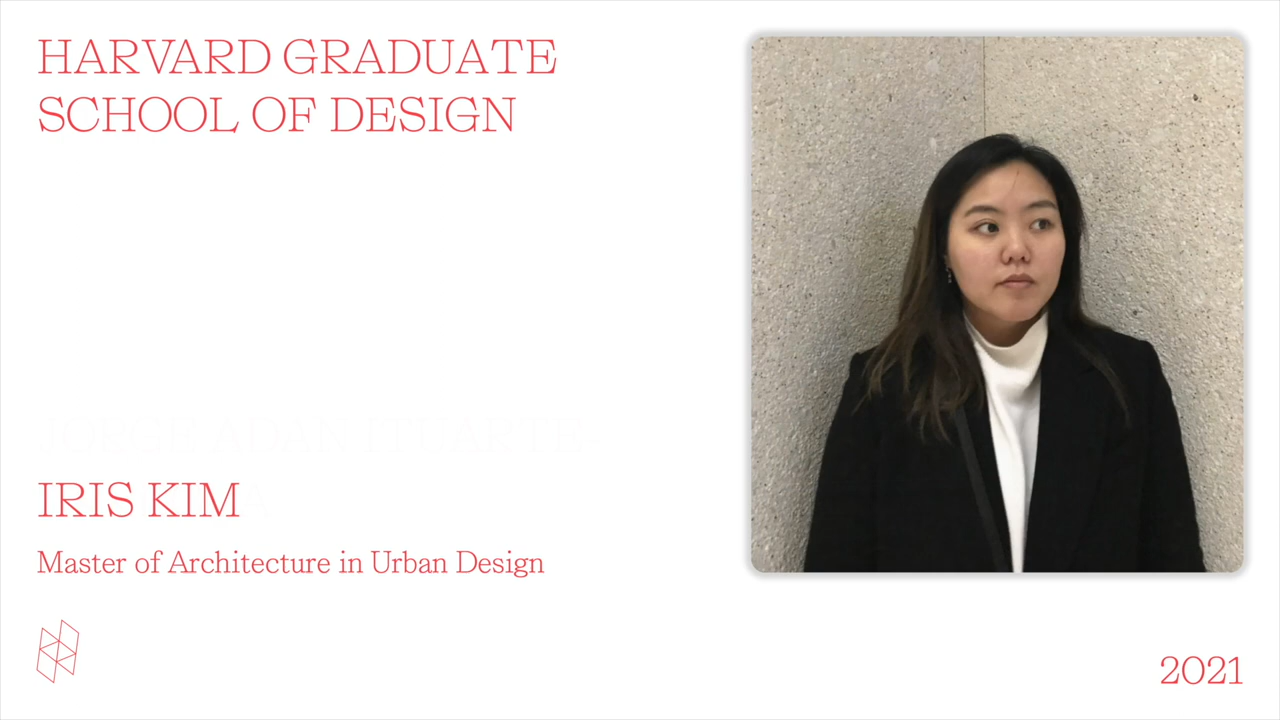 HARVARD GRADUATE
SCHOOL OF DESIGN
IRIS KIM
Master of Architecture in Urban Design
2021